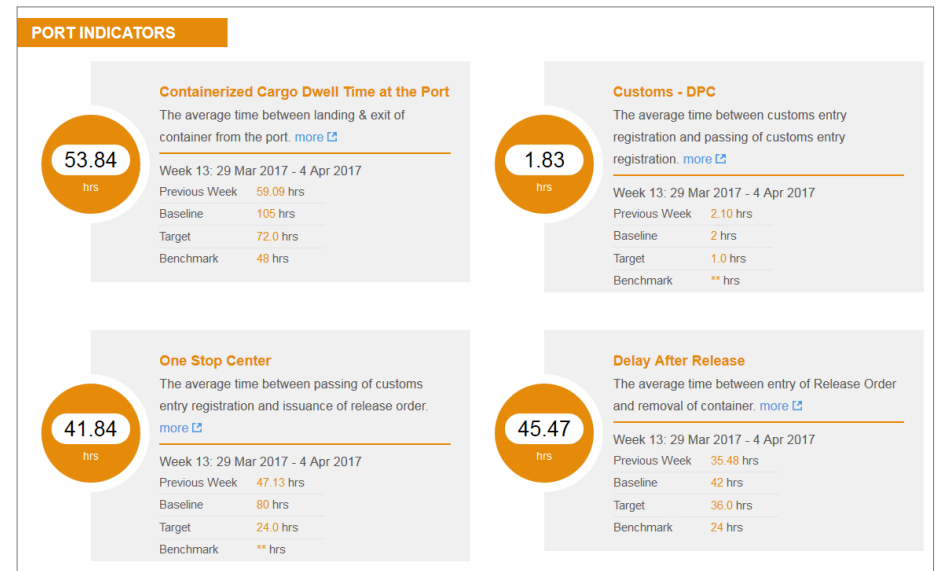 PORT INDICATORS
Containerized Cargo Dwell Time at the Port
The average time between landing & exit of
container from the port. more
53.84
hrs
Week 13: 29 Mar 2017 - 4 Apr 2017
Previous Week 59.09 hrs
Baseline 105 hrs
Target 72.0 hrs
Benchmark 48 hrs
Customs - DPC
The average time between customs entry
registration and passing of customs entry
registration. more
1.83
hrs
Week 13: 29 Mar 2017 - 4 Apr 2017
Previous Week 2.10 hrs
Baseline 2 hrs
Target 1.0 hrs
Benchmark ** hrs
One Stop Center
The average time between passing of customs
entry registration and issuance of release order.
more
41.84
hrs
Week 13: 29 Mar 2017 - 4 Apr 2017
Previous Week 47.13 hrs
Baseline 80 hrs
Target 24.0 hrs
Benchmark ** hrs
Delay After Release
The average time between entry of Release Order
and removal of container. more
45.47
hrs
Week 13: 29 Mar 2017 - 4 Apr 2017
Previous Week 35.48 hrs
Baseline 42 hrs
Target 36.0 hrs
Benchmark 24 hrs